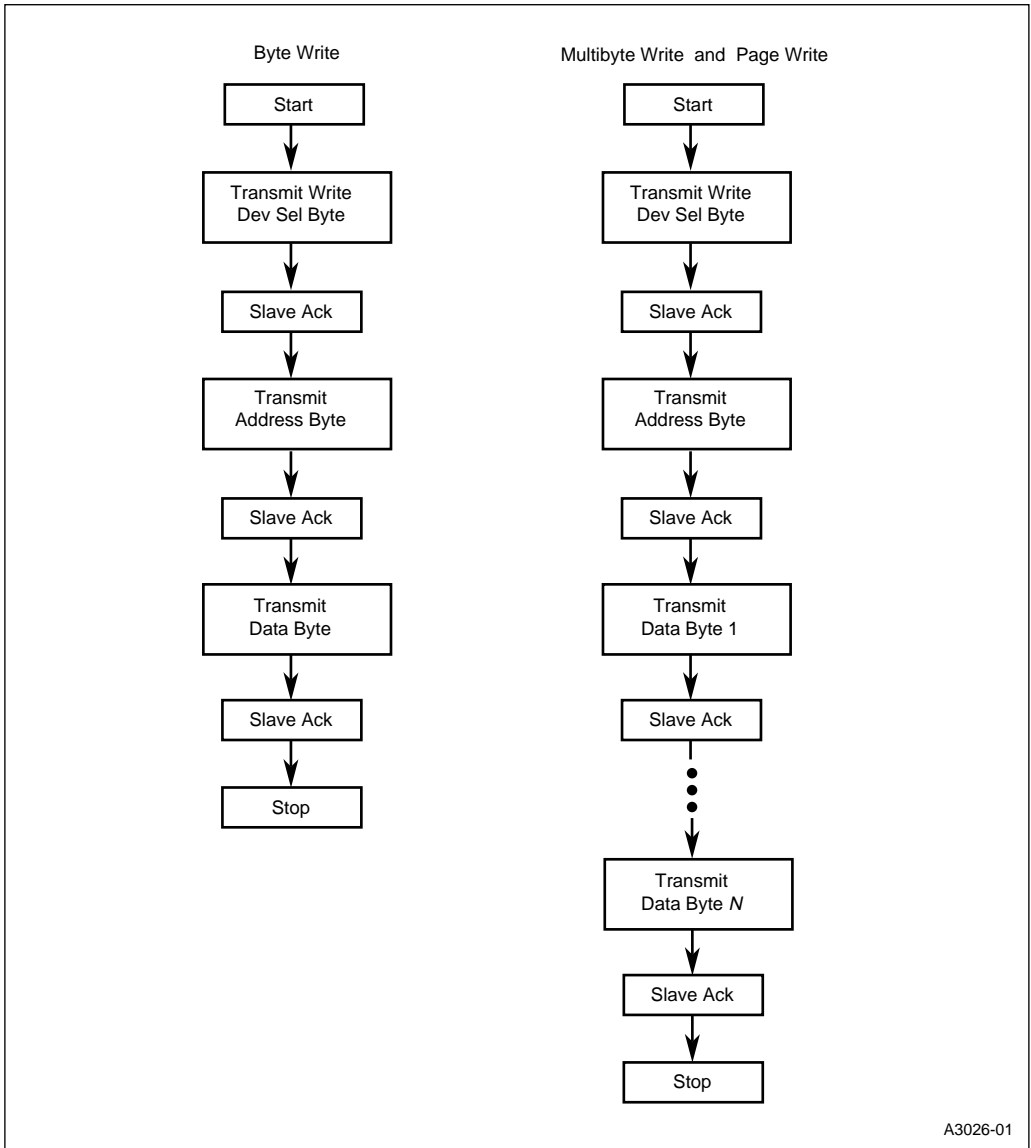 Byte Write
Start
Transmit Write
Dev Sel Byte
Slave Ack
Transmit
Address Byte
Slave Ack
Transmit
Data Byte
Slave Ack
Stop
Multibyte Write and Page Write
Start
Transmit Write
Dev Sel Byte
Slave Ack
Transmit
Address Byte
Slave Ack
Transmit
Data Byte 1
Slave Ack
Transmit
Data Byte N
Slave Ack
Stop
A3026-01